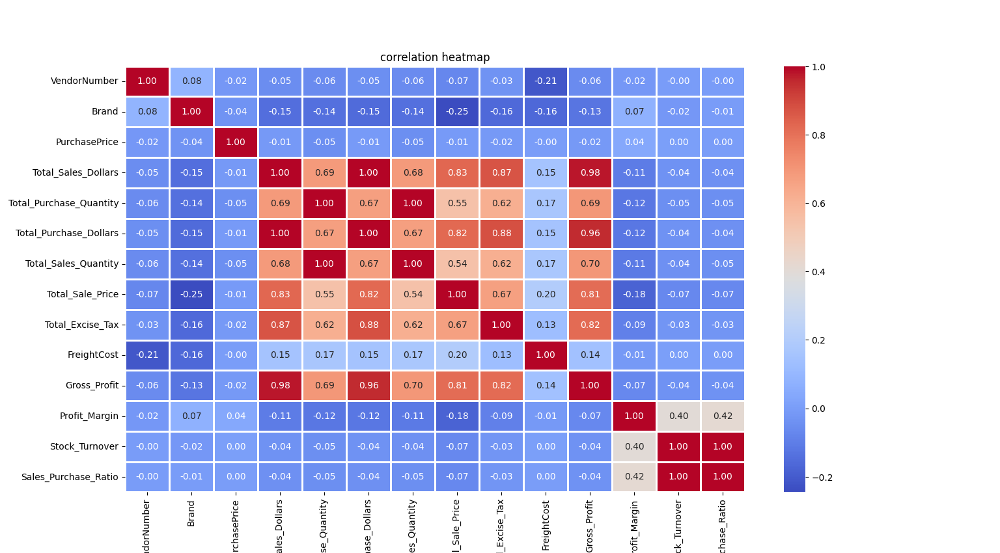 correlation heatmap
VendorNumber 1.00 0.08 -0.02 -0.05 -0.06 -0.05 -0.06 -0.07 -0.03 -0.21 -0.06 -0.02 -0.00 -0.00
Brand 0.08 1.00 -0.04 -0.15 -0.14 -0.15 -0.14 -0.25 -0.16 -0.16 -0.13 0.07 -0.02 -0.01
PurchasePrice -0.02 -0.04 1.00 -0.01 -0.05 -0.01 -0.05 -0.01 -0.02 -0.00 -0.02 0.04 0.00 0.00
Total_Sales_Dollars -0.05 -0.15 -0.01 1.00 0.69 1.00 0.68 0.83 0.87 0.15 0.98 -0.11 -0.04 -0.04
Total_Purchase_Quantity -0.06 -0.14 -0.05 0.69 1.00 0.67 1.00 0.55 0.62 0.17 0.69 -0.12 -0.05 -0.05
Total_Purchase_Dollars -0.05 -0.15 -0.01 1.00 0.67 1.00 0.67 0.82 0.88 0.15 0.96 -0.12 -0.04 -0.04
Total_Sales_Quantity -0.06 -0.14 -0.05 0.68 1.00 0.67 1.00 0.54 0.62 0.17 0.70 -0.11 -0.04 -0.05
Total_Sale_Price -0.07 -0.25 -0.01 0.83 0.55 0.82 0.54 1.00 0.67 0.20 0.81 -0.18 -0.07 -0.07
Total_Excise_Tax -0.03 -0.16 -0.02 0.87 0.62 0.88 0.62 0.67 1.00 0.13 0.82 -0.09 -0.03 -0.03
FreightCost -0.21 -0.16 -0.00 0.15 0.17 0.15 0.17 0.20 0.13 1.00 0.14 -0.01 0.00 0.00
Gross_Profit -0.06 -0.13 -0.02 0.98 0.69 0.96 0.70 0.81 0.82 0.14 1.00 -0.07 -0.04 -0.04
Profit_Margin -0.02 0.07 0.04 -0.11 -0.12 -0.12 -0.11 -0.18 -0.09 -0.01 -0.07 1.00 0.40 0.42
Stock_Turnover -0.00 -0.02 0.00 -0.04 -0.05 -0.04 -0.04 -0.07 -0.03 0.00 -0.04 0.40 1.00 1.00
Sales_Purchase_Ratio -0.00 -0.01 0.00 -0.04 -0.05 -0.04 -0.05 -0.07 -0.03 0.00 -0.04 0.42 1.00 1.00
ndorNumber
Brand
rchasePrice
ales_Dollars
se_Quantity
hase_Dollars
es_Quantity
l_Sale_Price
l_Excise_Tax
FreightCost
Gross_Profit
rofit_Margin
ck_Turnover
chase_Ratio
1.0
0.8
0.6
0.4
0.2
0.0
−0.2